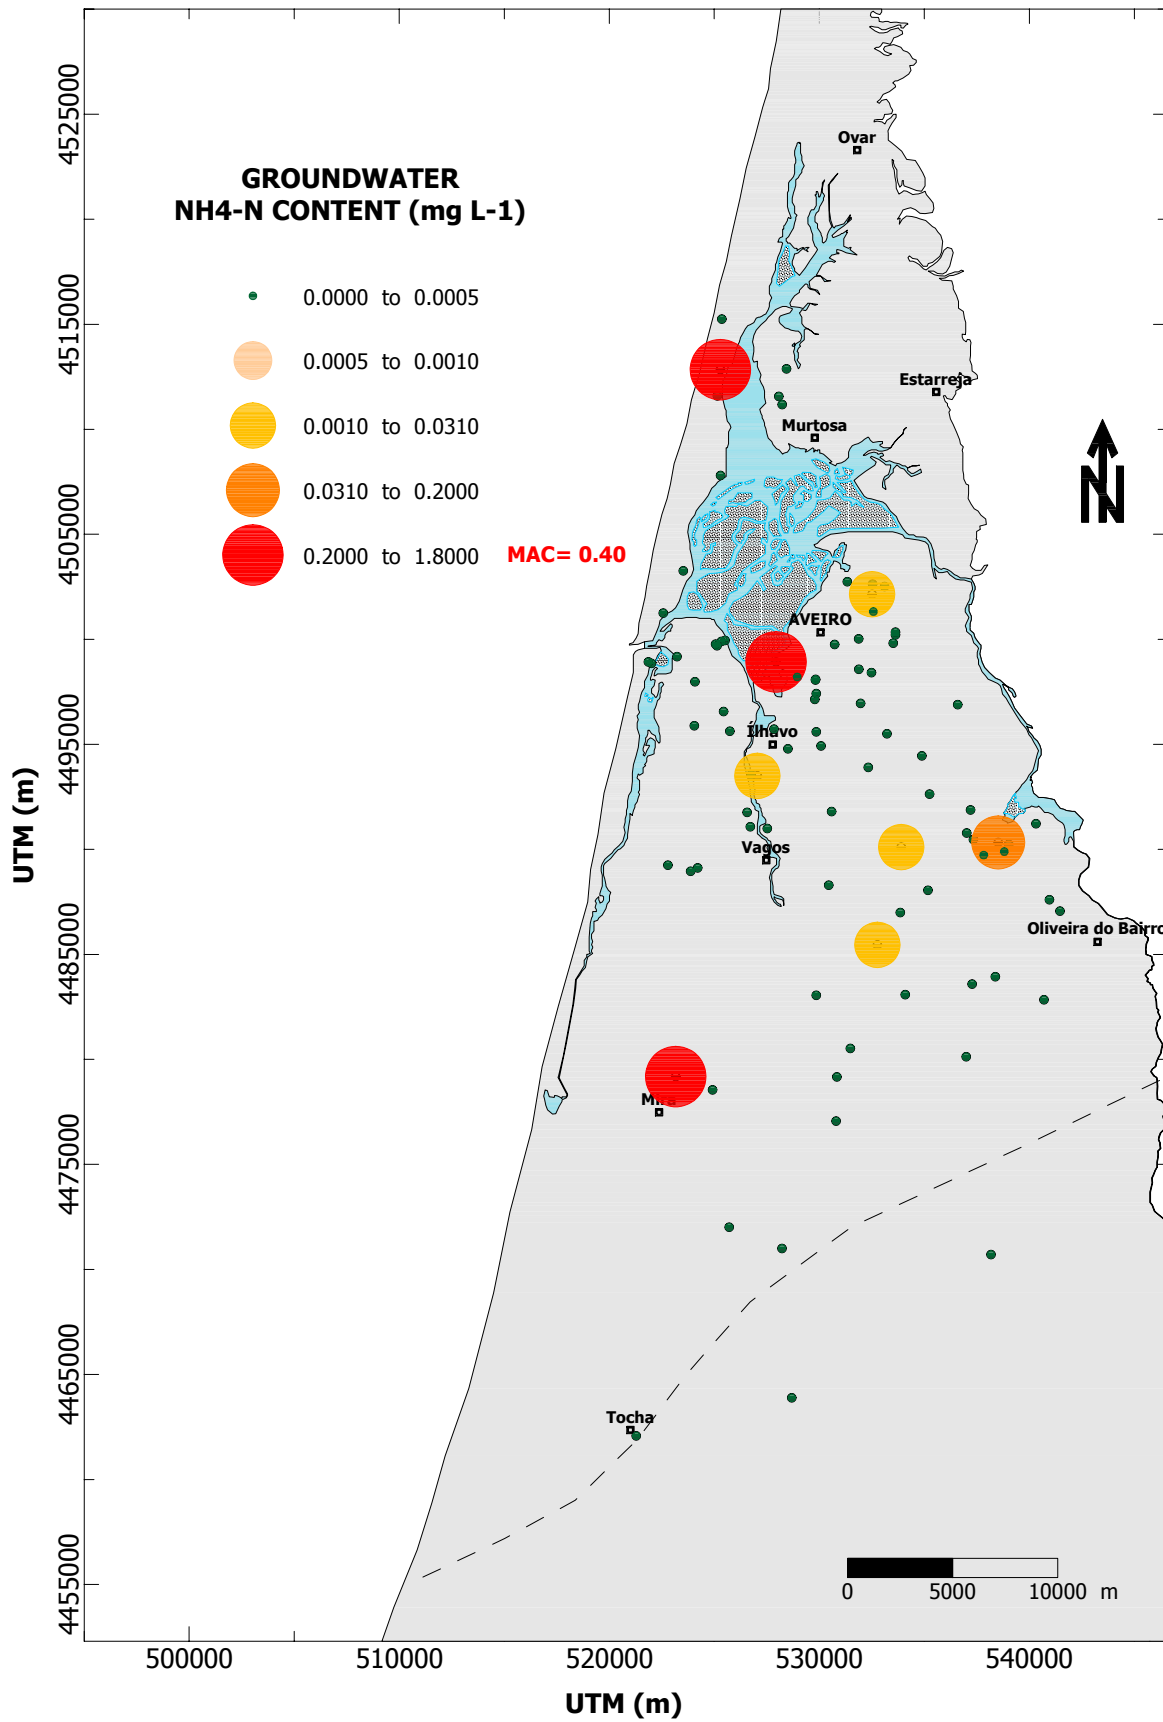 4525000
4515000
4505000
4495000
4485000
4475000
4465000
4455000
UTM (m)
GROUNDWATER
NH4-N CONTENT (mg L-1)
0.0000 to 0.0005
0.0005 to 0.0010
0.0010 to 0.0310
0.0310 to 0.2000
0.2000 to 1.8000 MAC= 0.40
Ovar
Estarreja
Murtosa
N
AVEIRO
Ílhavo
Vagos
Oliveira do Bairro
Mira
Tocha
0 5000 10000 m
500000 510000 520000 530000 540000
UTM (m)